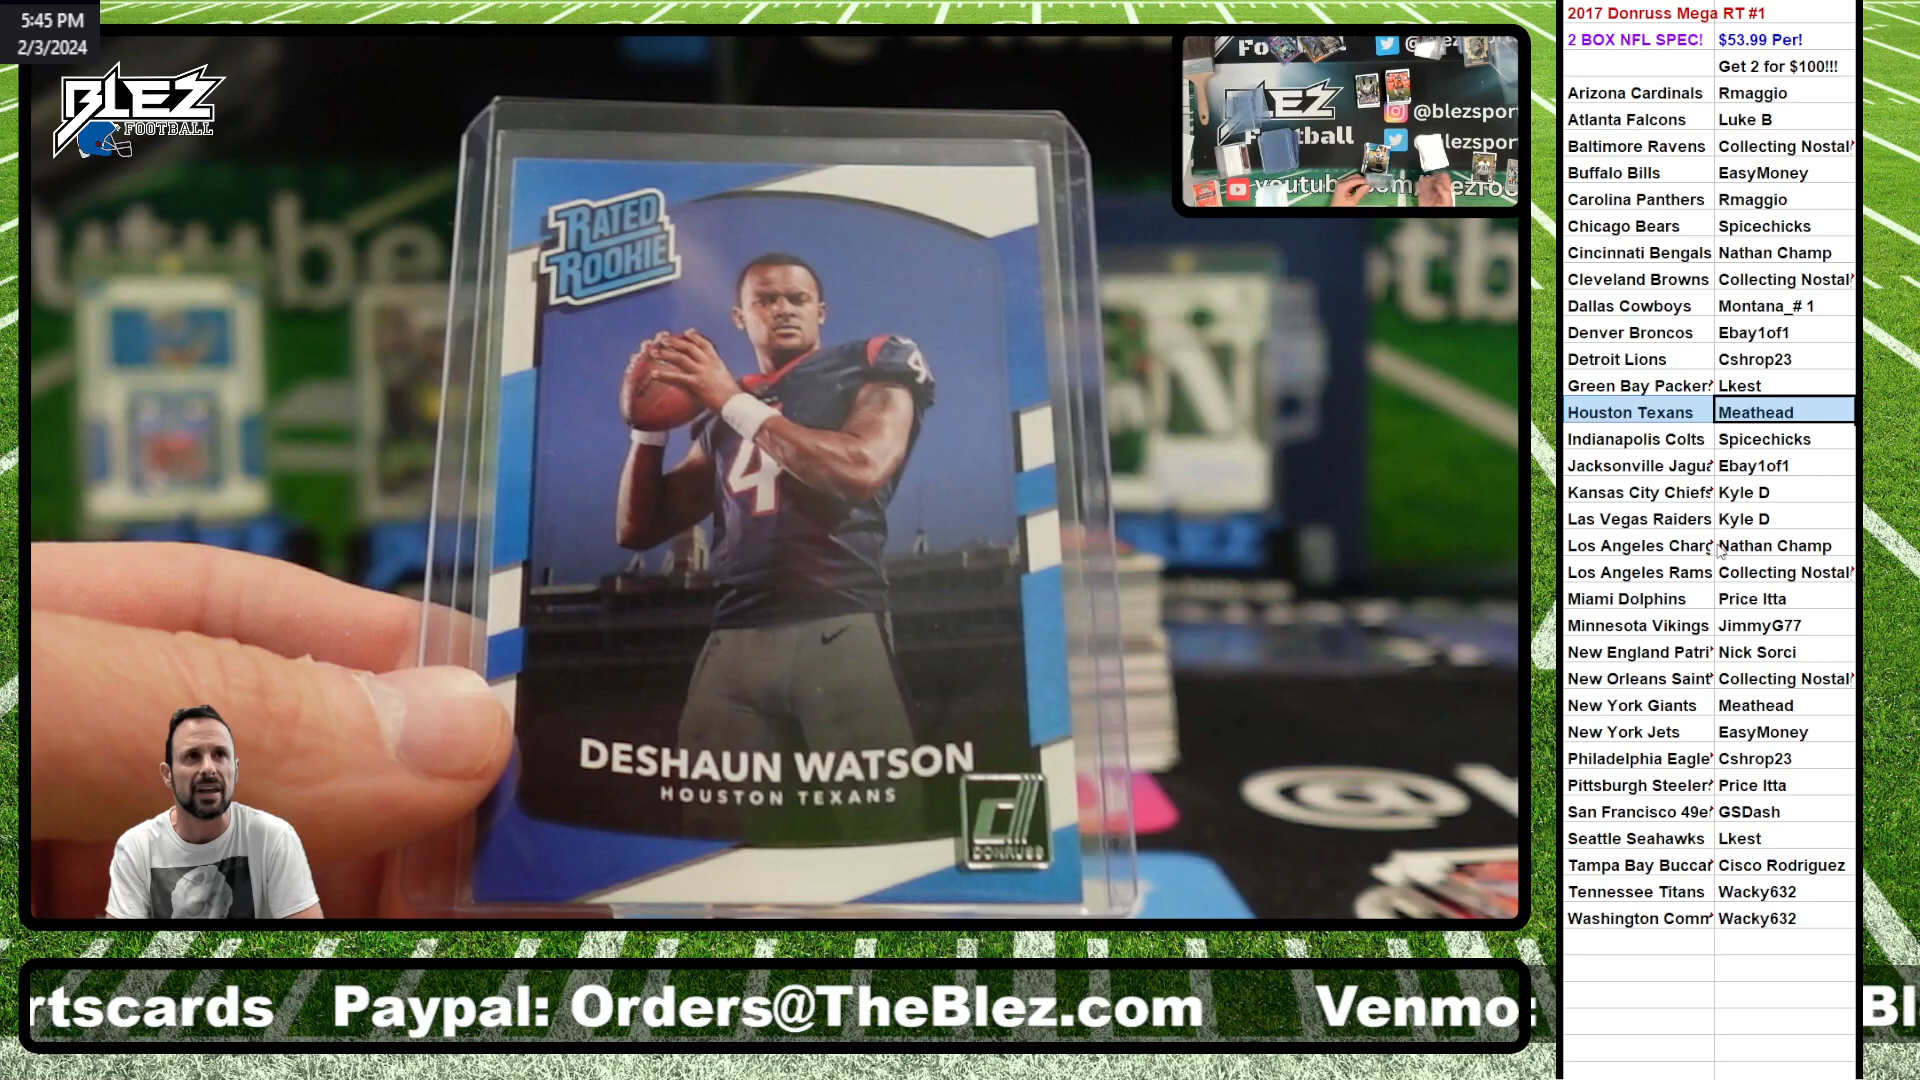 5:45 PM
2/3/2024
BLEZ
FOOTBALL
RATED
ROOKIE
4
DESHAUN WATSON
HOUSTON TEXANS
DONRUSS
@blezspor
Football
youtub
rtscards Paypal: Orders@TheBlez.com Venmo: Bl
2017 Donruss Mega RT #1
2 BOX NFL SPEC! $53.99 Per!
Get 2 for $100!!!
Arizona Cardinals Rmaggio
Atlanta Falcons Luke B
Baltimore Ravens Collecting Nostal
Buffalo Bills EasyMoney
Carolina Panthers Rmaggio
Chicago Bears Spicechicks
Cincinnati Bengals Nathan Champ
Cleveland Browns Collecting Nostal
Dallas Cowboys Montana_# 1
Denver Broncos Ebay1of1
Detroit Lions Cshrop23
Green Bay Packer Lkest
Houston Texans Meathead
Indianapolis Colts Spicechicks
Jacksonville Jagu Ebay1of1
Kansas City Chiefs Kyle D
Las Vegas Raiders Kyle D
Los Angeles Charg Nathan Champ
Los Angeles Rams Collecting Nostal
Miami Dolphins Price Itta
Minnesota Vikings JimmyG77
New England Patri Nick Sorci
New Orleans Saint Collecting Nostal
New York Giants Meathead
New York Jets EasyMoney
Philadelphia Eagle Cshrop23
Pittsburgh Steeler Price Itta
San Francisco 49e GSDash
Seattle Seahawks Lkest
Tampa Bay Buccar Cisco Rodriguez
Tennessee Titans Wacky632
Washington Comm Wacky632